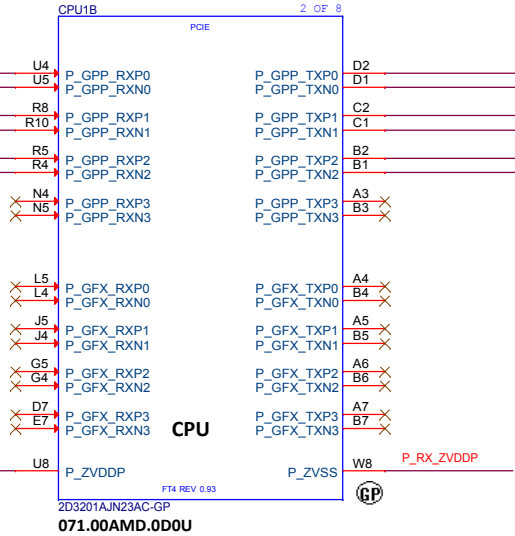 CPU1B 2 OF 8
PCIE
U4 P_GPP_RXP0 P_GPP_TXP0 D2
U5 P_GPP_RXN0 P_GPP_TXN0 D1
R8 P_GPP_RXP1 P_GPP_TXP1 C2
R10 P_GPP_RXN1 P_GPP_TXN1 C1
R5 P_GPP_RXP2 P_GPP_TXP2 B2
R4 P_GPP_RXN2 P_GPP_TXN2 B1
N4 P_GPP_RXP3 P_GPP_TXP3 A3
N5 P_GPP_RXN3 P_GPP_TXN3 B3
L5 P_GFX_RXP0 P_GFX_TXP0 A4
L4 P_GFX_RXN0 P_GFX_TXN0 B4
J5 P_GFX_RXP1 P_GFX_TXP1 A5
J4 P_GFX_RXN1 P_GFX_TXN1 B5
G5 P_GFX_RXP2 P_GFX_TXP2 A6
G4 P_GFX_RXN2 P_GFX_TXN2 B6
D7 P_GFX_RXP3 P_GFX_TXP3 A7
E7 P_GFX_RXN3 CPU P_GFX_TXN3 B7
U8 P_ZVDDP P_ZVSS W8 P_RX_ZVDDP
FT4 REV 0.93 GP
2D3201AJN23AC-GP
071.00AMD.0D0U